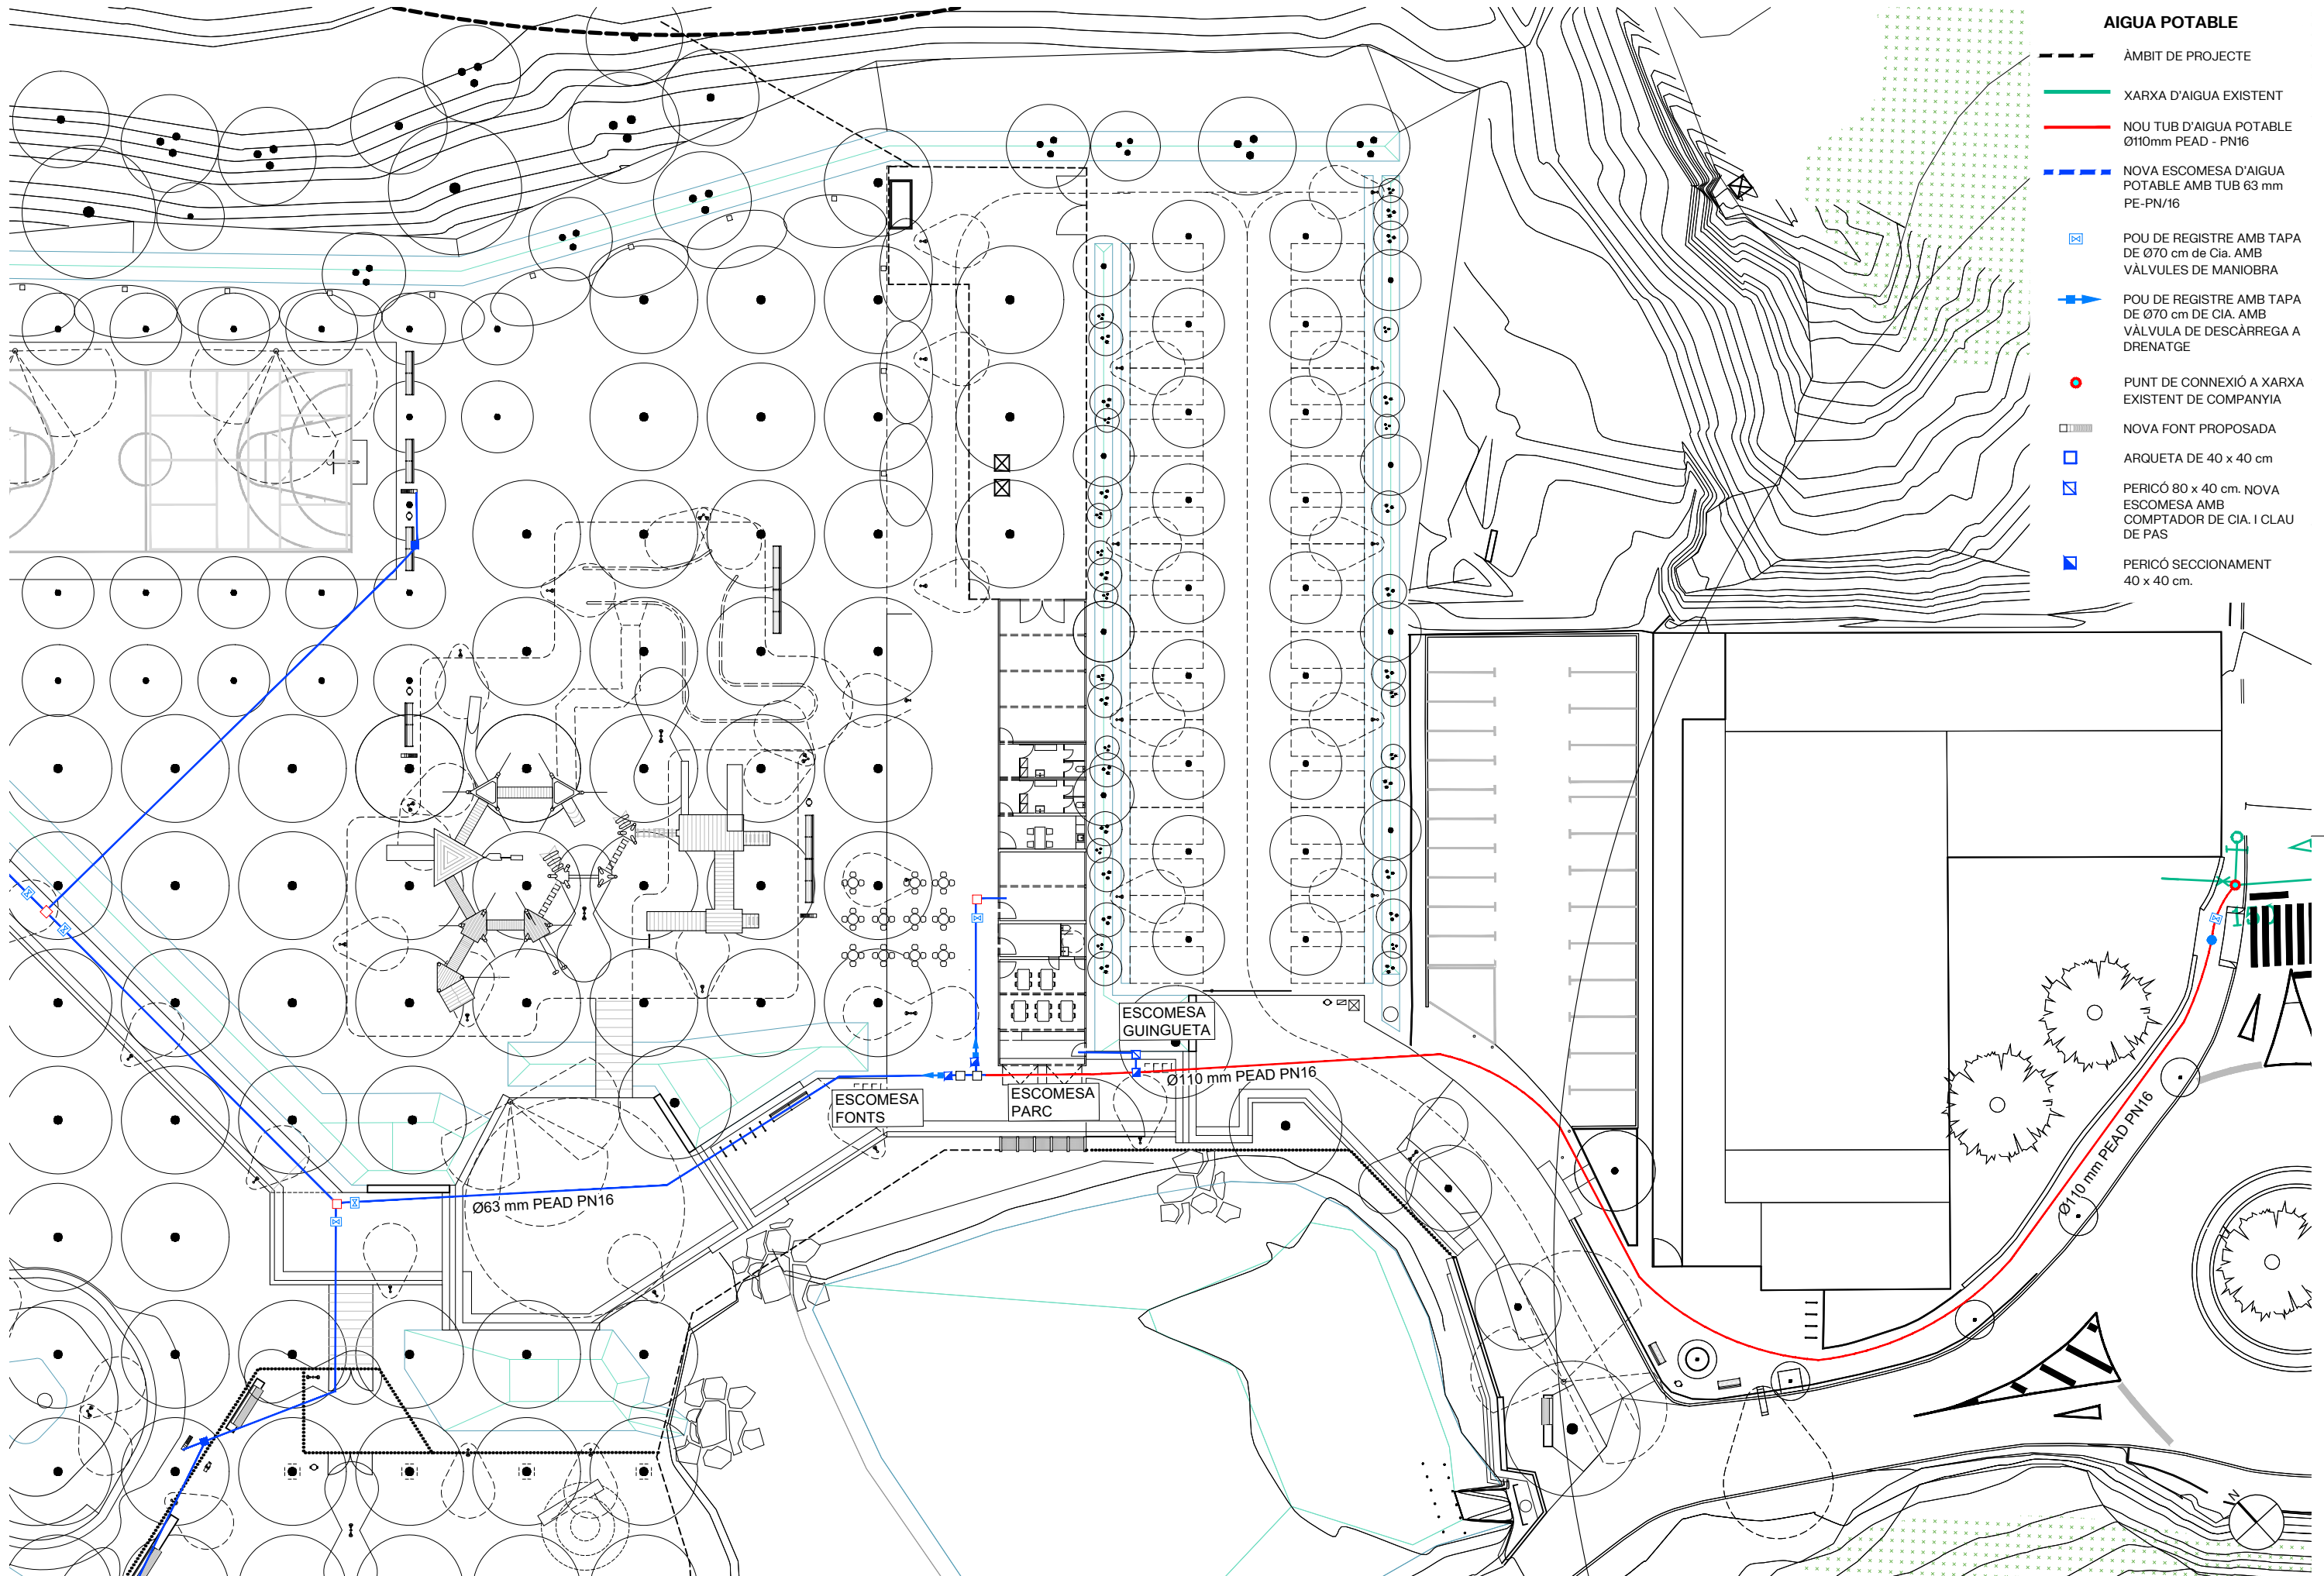 AIGUA POTABLE
ÀMBIT DE PROJECTE
XARXA D'AIGUA EXISTENT
NOU TUB D'AIGUA POTABLE
Ø110mm PEAD - PN16
NOVA ESCOMESA D'AIGUA
POTABLE AMB TUB 63 mm
PE-PN/16
POU DE REGISTRE AMB TAPA
DE Ø70 cm de Cia. AMB
VÀLVULES DE MANIOBRA
POU DE REGISTRE AMB TAPA
DE Ø70 cm DE CIA. AMB
VÀLVULA DE DESCÀRREGA A
DRENATGE
PUNT DE CONNEXIÓ A XARXA
EXISTENT DE COMPANYIA
NOVA FONT PROPOSADA
ARQUETA DE 40 x 40 cm
PERICÓ 80 x 40 cm. NOVA
ESCOMESA AMB
COMPTADOR DE CIA. I CLAU
DE PAS
PERICÓ SECCIONAMENT
40 x 40 cm.
150
ESCOMESA
GUINGUETA
Ø110 mm PEAD PN16
ESCOMESA
FONTS
ESCOMESA
PARC
Ø110 mm PEAD PN16
Ø63 mm PEAD PN16
N